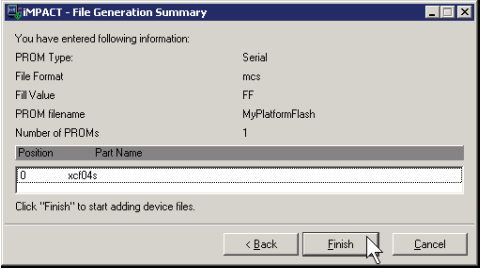 iMPACT - File Generation Summary
You have entered following information:
PROM Type: Serial
File Format mcs
Fill Value FF
PROM filename MyPlatformFlash
Number of PROMs 1
Position Part Name
0 xcf04s
Click "Finish" to start adding device files.
< Back Finish Cancel